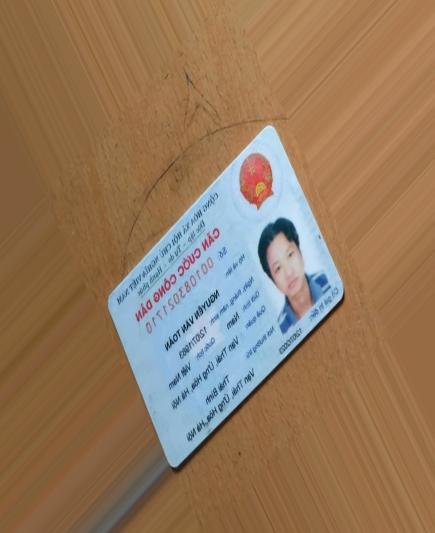 CỘNG HÒA XÃ HỘI CHỦ NGHĨA VIỆT NAM
Độc lập - Tự do - Hạnh phúc
CĂN CƯỚC CÔNG DÂN
Số: 001083021710
Họ và tên: NGUYỄN VĂN TOÀN
Ngày, tháng, năm sinh: 12/07/1983
Giới tính: Nam Quốc tịch: Việt Nam
Quê quán: Vạn Thái, Ứng Hòa, Hà Nội
Nơi thường trú: Thái Bình
Vạn Thái, Ứng Hòa, Hà Nội
Có giá trị đến: 12/07/2023